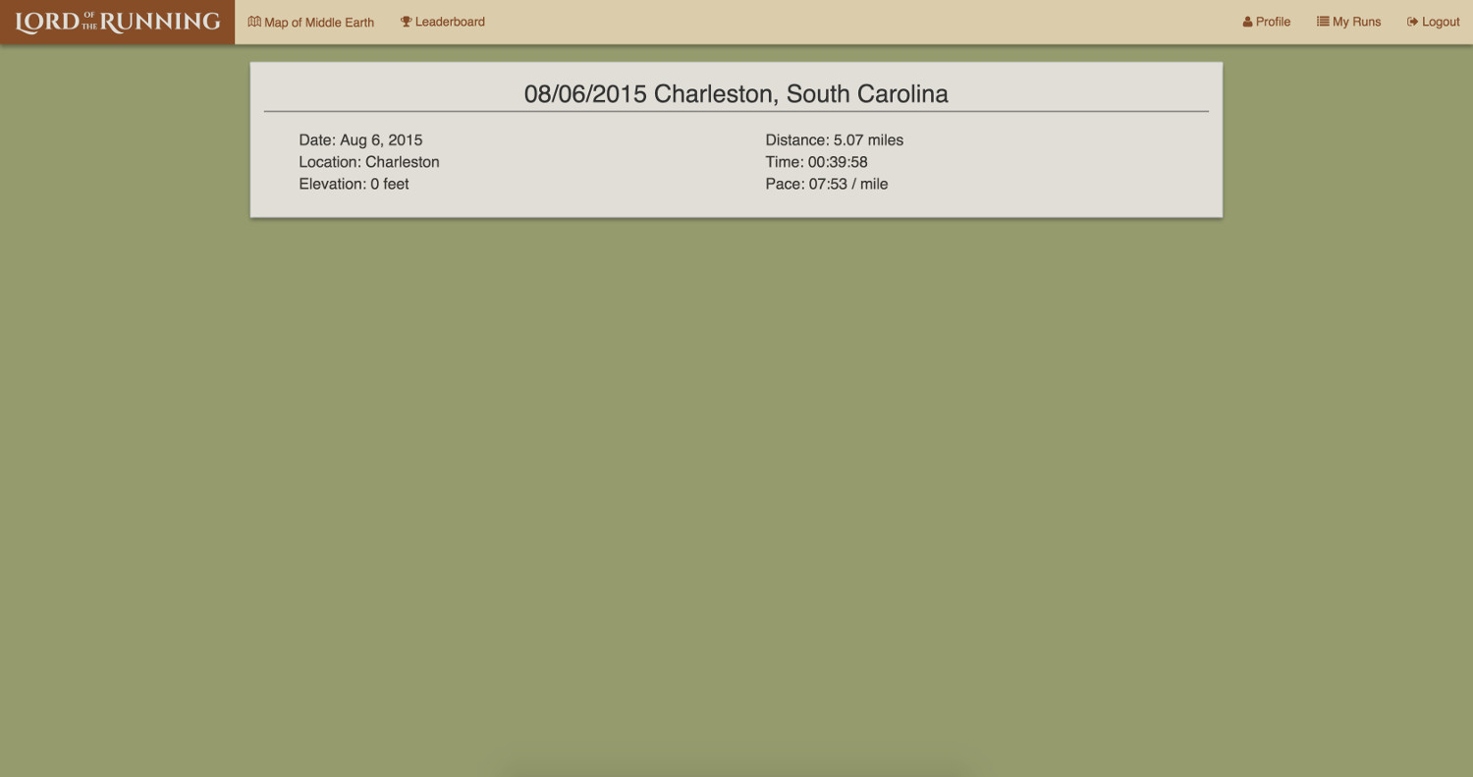 LORD OF THE RUNNING
Map of Middle Earth
Leaderboard
Profile
My Runs
Logout
08/06/2015 Charleston, South Carolina
Date: Aug 6, 2015
Location: Charleston
Elevation: 0 feet
Distance: 5.07 miles
Time: 00:39:58
Pace: 07:53 / mile